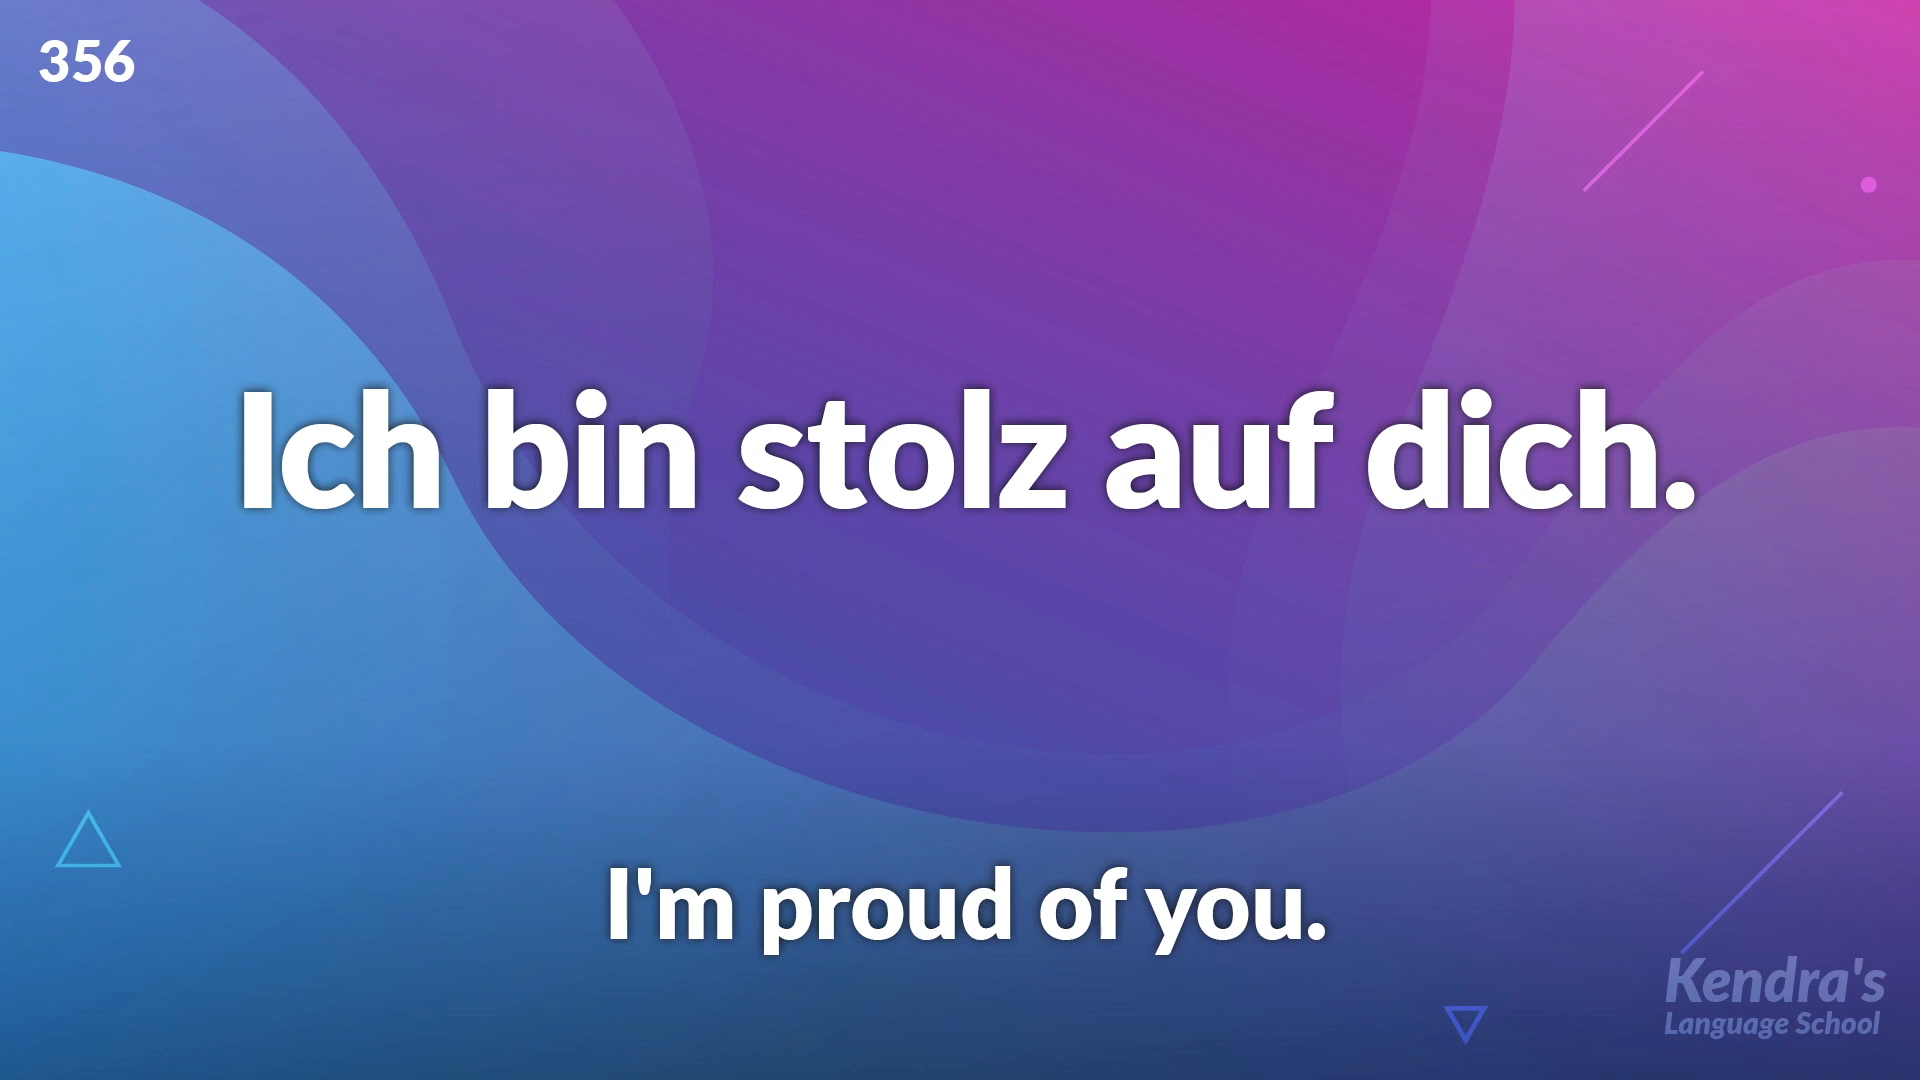 356
Ich bin stolz auf dich.
I'm proud of you.
Kendra's
Language School